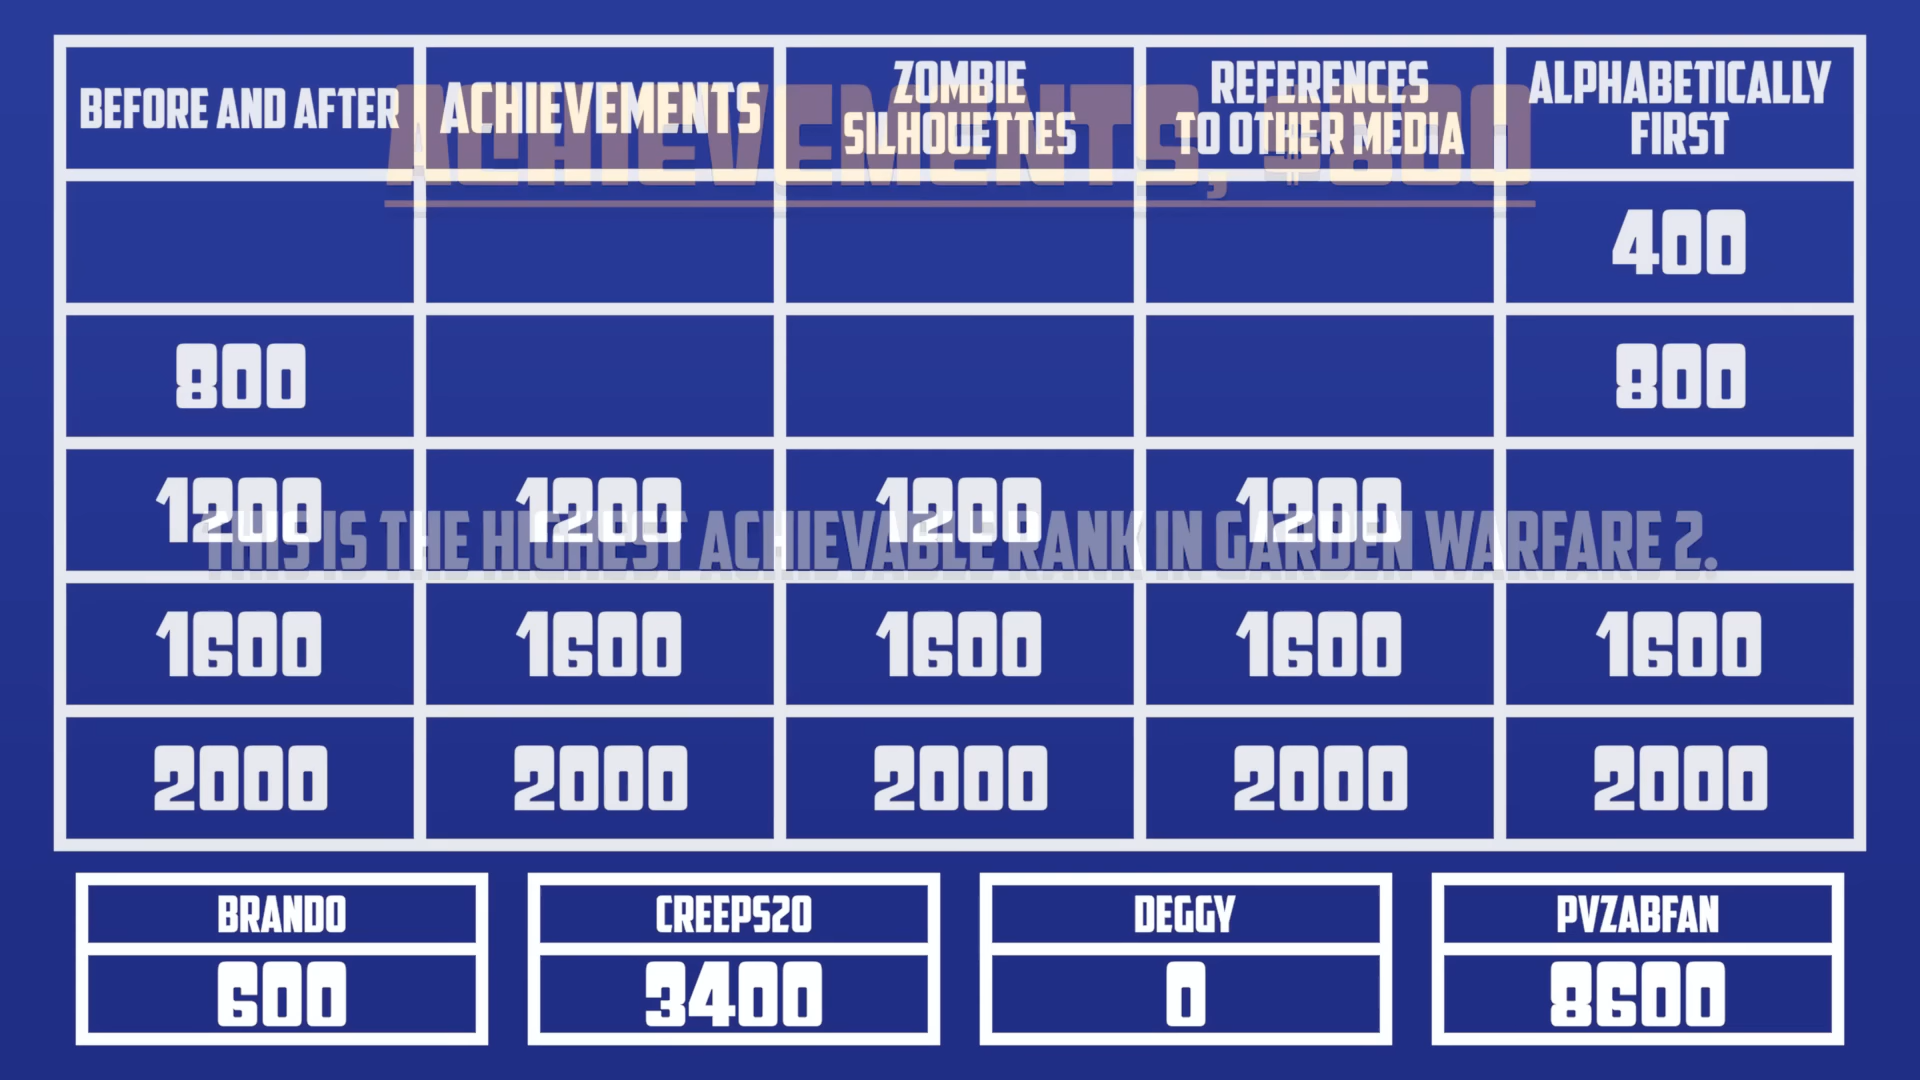 BEFORE AND AFTER
ACHIEVEMENTS
ZOMBIE
SILHOUETTES
REFERENCES
TO OTHER MEDIA
ALPHABETICALLY
FIRST
ACHIEVEMENTS, $800
400
800
800
1200
1200
1200
1200
THIS IS THE HIGHEST ACHIEVABLE RANK IN GARDEN WARFARE 2.
1600
1600
1600
1600
1600
2000
2000
2000
2000
2000
BRANDO
CREEPS20
DEGGY
PVZABFAN
600
3400
0
8600